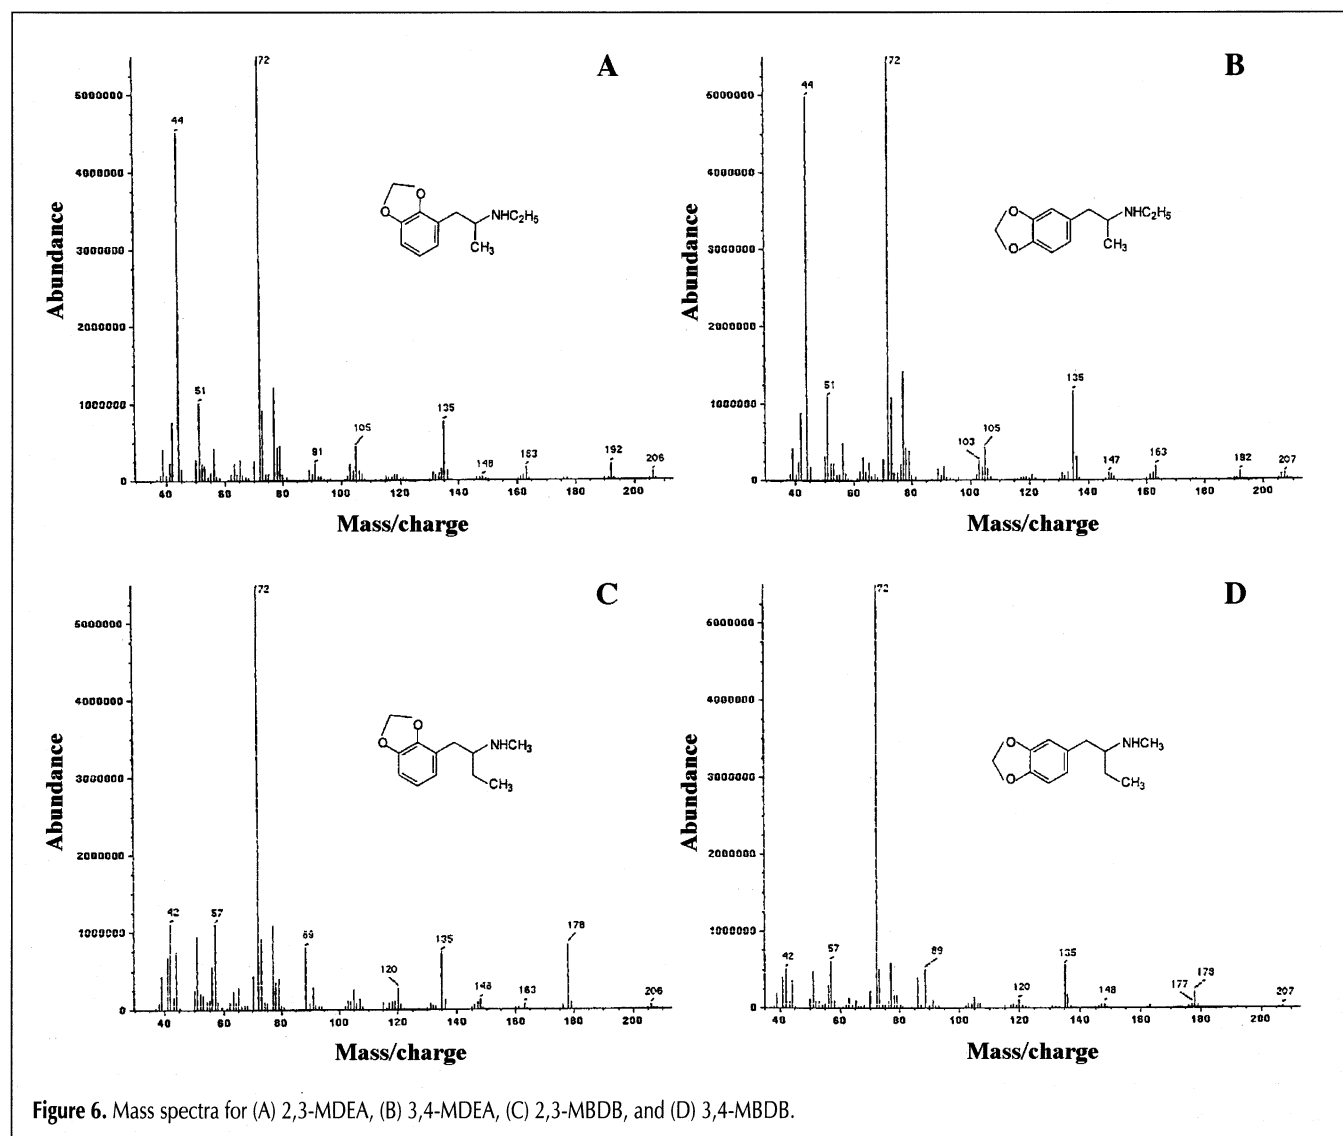 A
72
44
51
91
105
135
148
163
192
206
5000000
4000000
3000000
2000000
1000000
0
40 60 80 100 120 140 160 180 200
Abundance
Mass/charge
O
O
NHC2H5
CH3
B
72
44
51
103
105
135
147
163
192
207
5000000
4000000
3000000
2000000
1000000
0
40 60 80 100 120 140 160 180 200
Abundance
Mass/charge
O
O
NHC2H5
CH3
C
72
42
57
89
120
135
148
163
178
206
5000000
4000000
3000000
2000000
1000000
0
40 60 80 100 120 140 160 180 200
Abundance
Mass/charge
O
O
NHCH3
CH3
D
72
42
57
89
120
135
148
177
178
207
5000000
4000000
3000000
2000000
1000000
0
40 60 80 100 120 140 160 180 200
Abundance
Mass/charge
O
O
NHCH3
CH3
Figure 6. Mass spectra for (A) 2,3-MDEA, (B) 3,4-MDEA, (C) 2,3-MBDB, and (D) 3,4-MBDB.